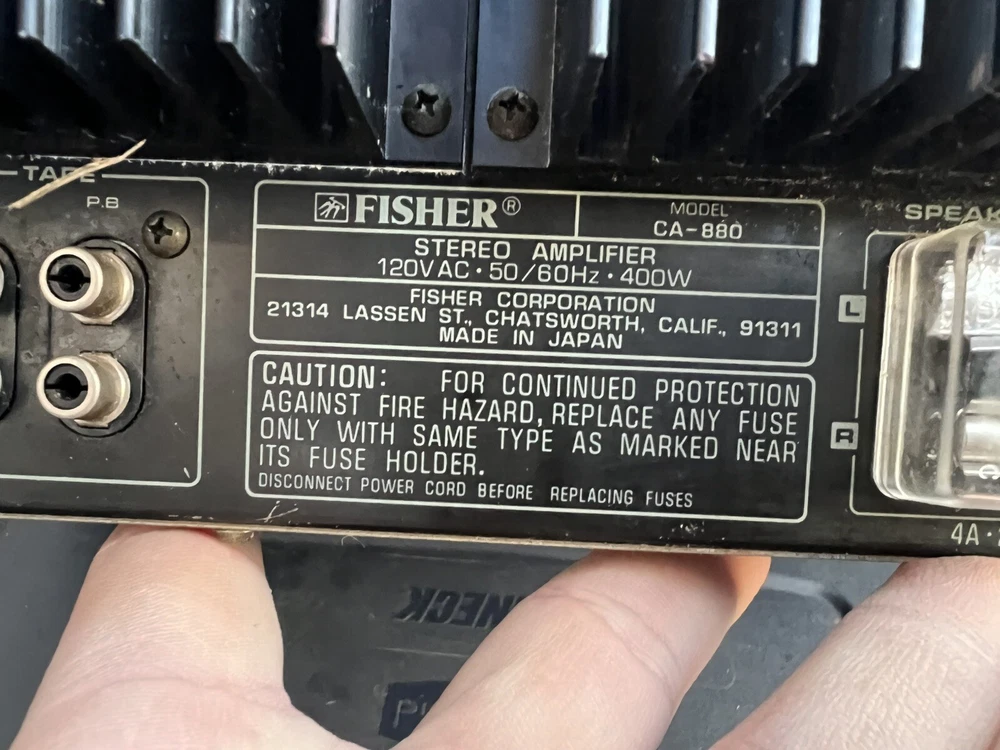 TAPE
P.B
FISHER®
MODEL
CA-880
STEREO AMPLIFIER
120VAC · 50/60Hz · 400W
FISHER CORPORATION
21314 LASSEN ST., CHATSWORTH, CALIF., 91311
MADE IN JAPAN
CAUTION: FOR CONTINUED PROTECTION
AGAINST FIRE HAZARD, REPLACE ANY FUSE
ONLY WITH SAME TYPE AS MARKED NEAR
ITS FUSE HOLDER.
DISCONNECT POWER CORD BEFORE REPLACING FUSES
SPEAK
L
R
4A